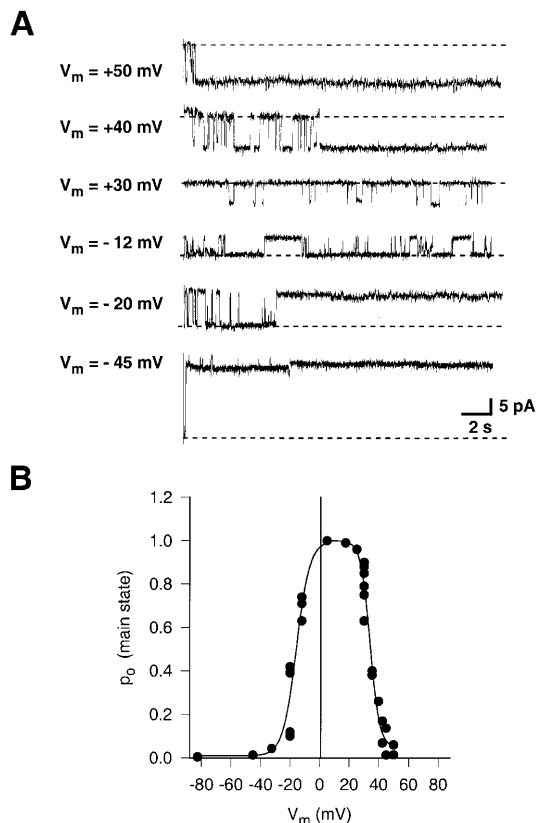 A
Vm = +50 mV
Vm = +40 mV
Vm = +30 mV
Vm = - 12 mV
Vm = - 20 mV
Vm = - 45 mV
5 pA
2 s
B
1.2
1.0
0.8
0.6
0.4
0.2
0.0
po (main state)
-80 -60 -40 -20 0 20 40 60 80
Vm (mV)